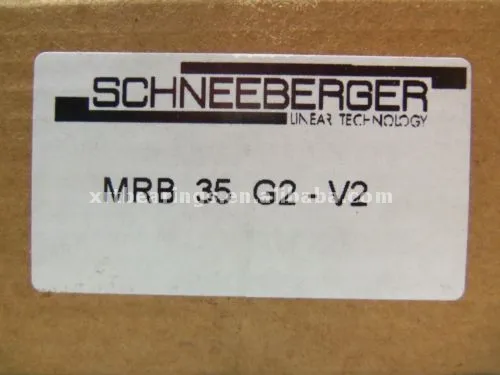 SCHNEEBERGER
LINEAR TECHNOLOGY
MRB 35 G2-V2